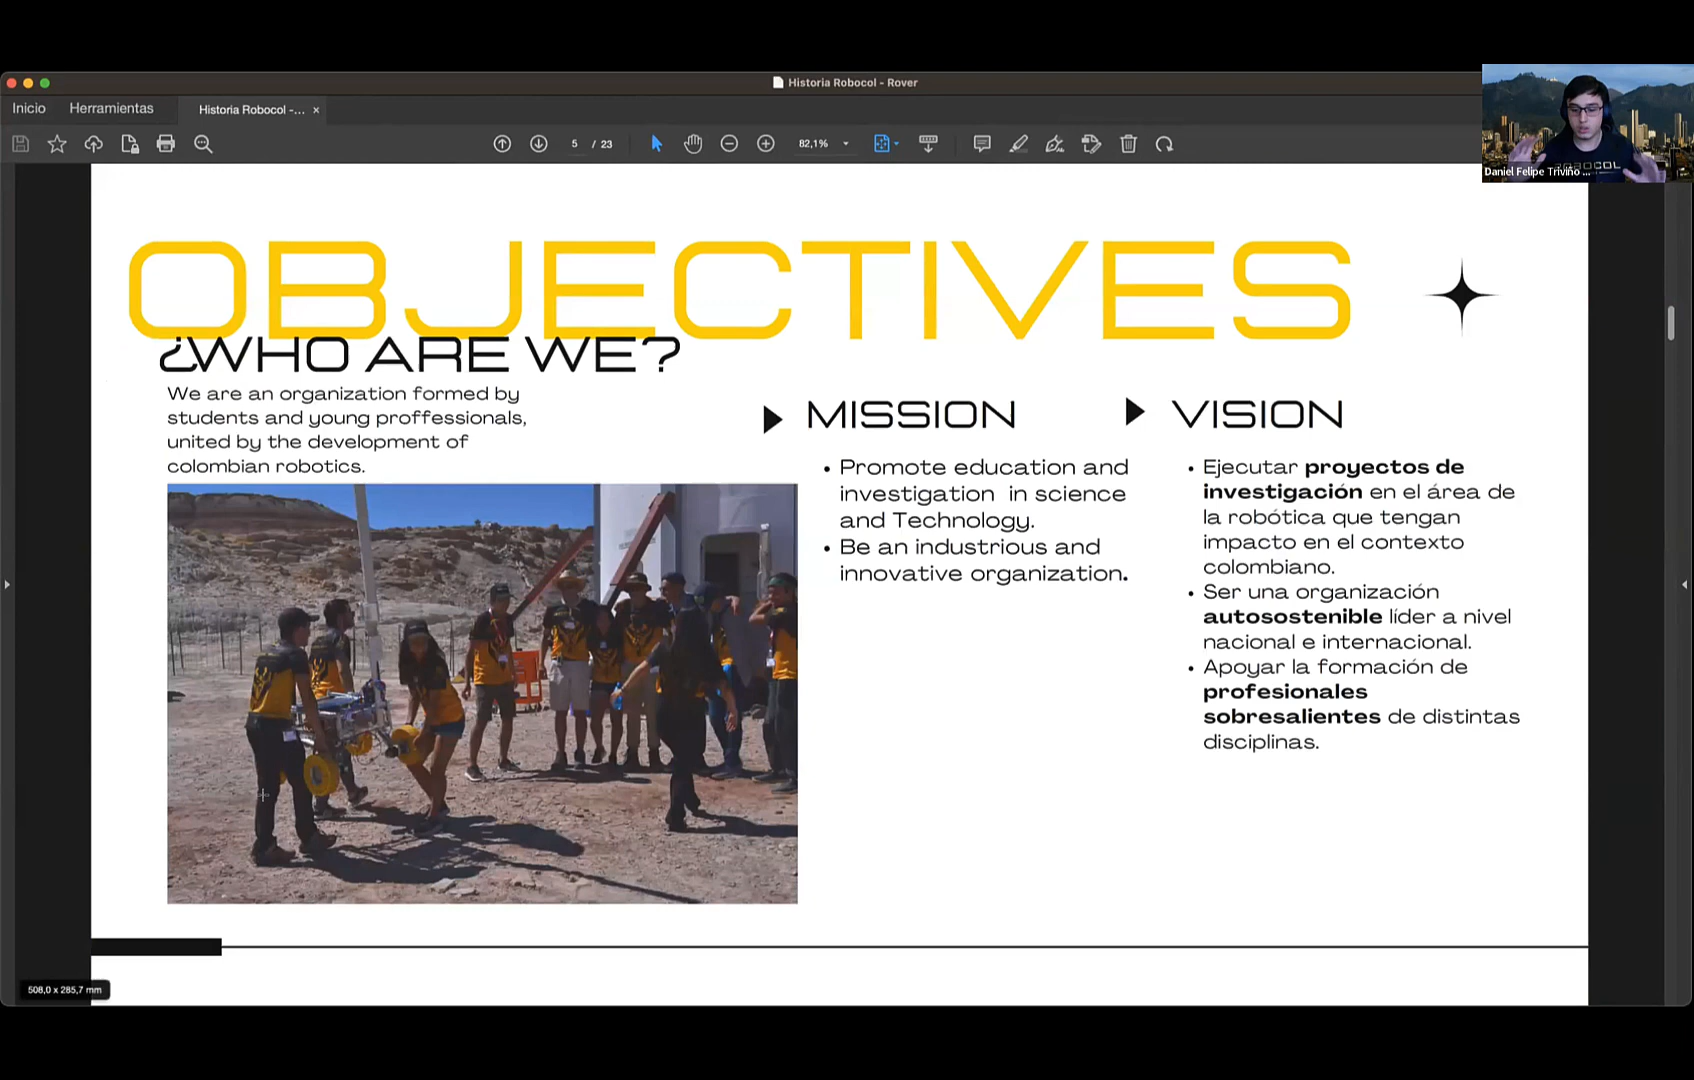 Historia Robocol - Rover
Inicio
Herramientas
Historia Robocol -...
5 / 23
82,1%
ROBOCOL
Daniel Felipe Triviño ...
OBJECTIVES
¿WHO ARE WE?
We are an organization formed by
students and young proffessionals,
united by the development of
colombian robotics.
MISSION
• Promote education and
investigation in science
and Technology.
• Be an industrious and
innovative organization.
VISION
• Ejecutar proyectos de
investigación en el área de
la robótica que tengan
impacto en el contexto
colombiano.
• Ser una organización
autosostenible líder a nivel
nacional e internacional.
• Apoyar la formación de
profesionales
sobresalientes de distintas
disciplinas.
508,0 x 285,7 mm